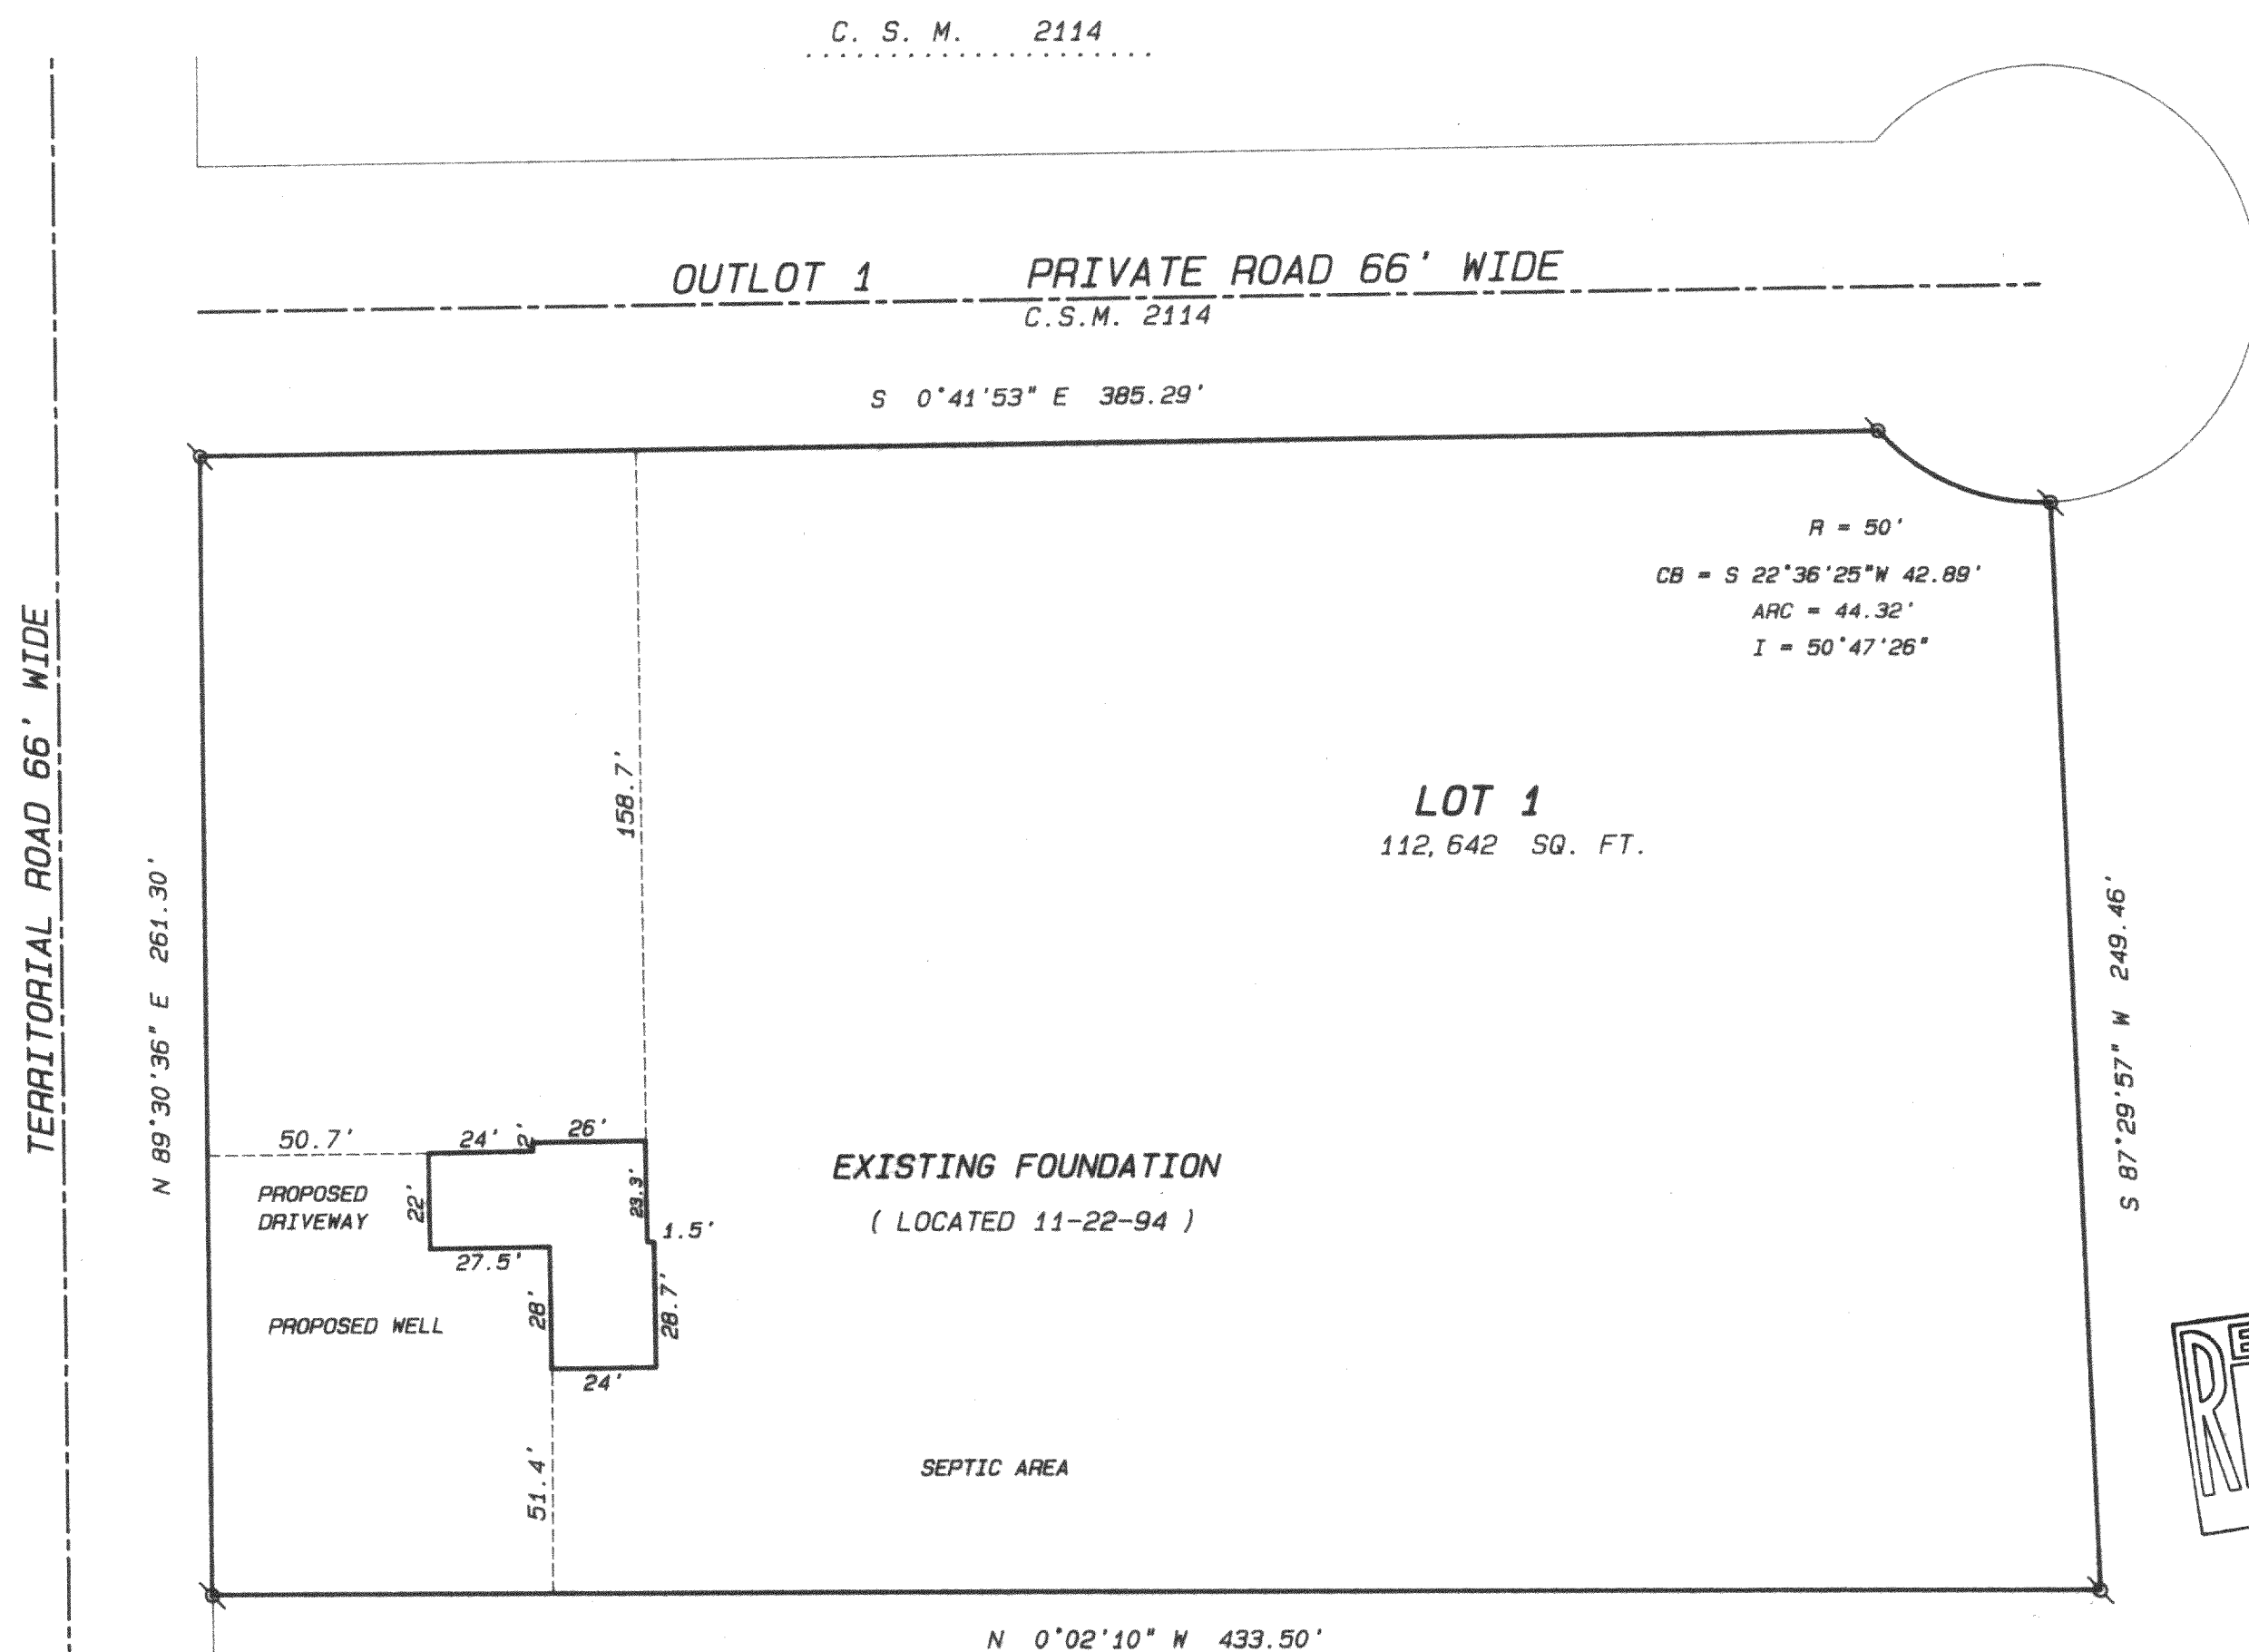 C. S. M. 2114
OUTLOT 1 PRIVATE ROAD 66' WIDE
C.S.M. 2114
S 0°41'53" E 385.29'
R = 50'
CB = S 22°36'25"W 42.89'
ARC = 44.32'
I = 50°47'26"
TERRITORIAL ROAD 66' WIDE
N 89°30'36" E 261.30'
158.7'
LOT 1
112,642 SQ. FT.
S 87°29'57" W 249.46'
50.7'
24'
2'
26'
PROPOSED
DRIVEWAY
22'
23.3'
1.5'
27.5'
28'
28.7'
24'
EXISTING FOUNDATION
( LOCATED 11-22-94 )
PROPOSED WELL
51.4'
SEPTIC AREA
N 0°02'10" W 433.50'